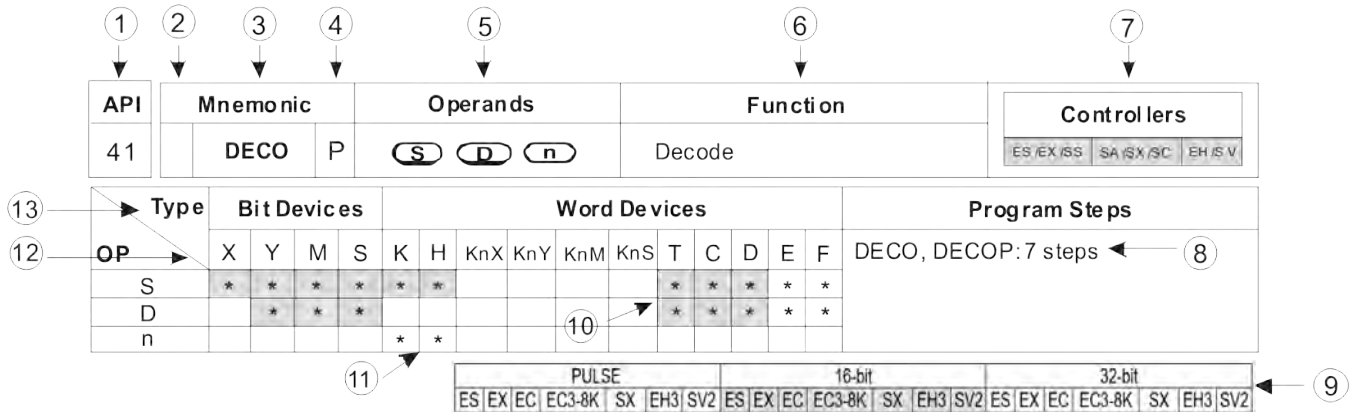 1 2 3 4 5 6 7
API Mnemonic Operands Function Controllers
41 DECO P S D n Decode ES/EX/SS SA/SX/SC EH/SV
13 Type Bit Devices Word Devices Program Steps
12 OP X Y M S K H KnX KnY KnM KnS T C D E F DECO, DECOP: 7 steps 8
S * * * * * * * * * * *
D * * * * * * * *
10
n * *
11
PULSE 16-bit 32-bit 9
ES EX EC EC3-8K SX EH3 SV2 ES EX EC EC3-8K SX EH3 SV2 ES EX EC EC3-8K SX EH3 SV2